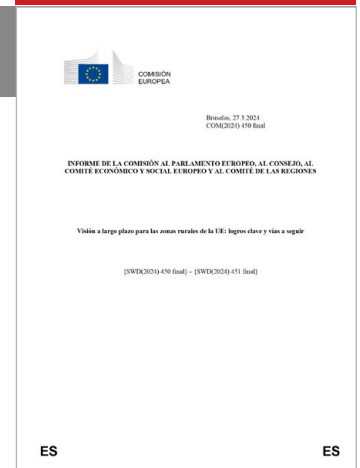 COMISIÓN
EUROPEA
Bruselas, 27.3.2024
COM(2024) 450 final
INFORME DE LA COMISIÓN AL PARLAMENTO EUROPEO, AL CONSEJO, AL
COMITÉ ECONÓMICO Y SOCIAL EUROPEO Y AL COMITÉ DE LAS REGIONES
Visión a largo plazo para las zonas rurales de la UE: logros clave y vías a seguir
{SWD(2024) 450 final} - {SWD(2024) 451 final}
ES
ES